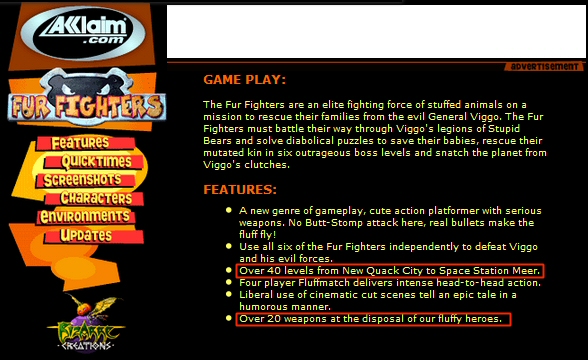 AKKlaim
.com
advertisement
FUR FIGHTERS
Features
Quicktimes
Screenshots
Characters
Environments
Updates
BIZARRE
CREATIONS
GAME PLAY:
The Fur Fighters are an elite fighting force of stuffed animals on a
mission to rescue their families from the evil General Viggo. The Fur
Fighters must battle their way through Viggo's legions of Stupid
Bears and solve diabolical puzzles to save their babies, rescue their
mutated kin in six outrageous boss levels and snatch the planet from
Viggo's clutches.
FEATURES:
A new genre of gameplay, cute action platformer with serious
weapons. No Butt-Stomp attack here, real bullets make the
fluff fly!
Use all six of the Fur Fighters independently to defeat Viggo
and his evil forces.
Over 40 levels from New Quack City to Space Station Meer.
Four player Fluffmatch delivers intense head-to-head action.
Liberal use of cinematic cut scenes tell an epic tale in a
humorous manner.
Over 20 weapons at the disposal of our fluffy heroes.